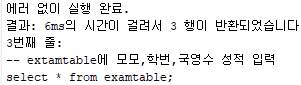 에러 없이 실행 완료.
결과: 6ms의 시간이 걸려서 3 행이 반환되었습니다
3번째 줄:
-- extamtable에 모모,학번,국영수 성적 입력
select * from examtable;